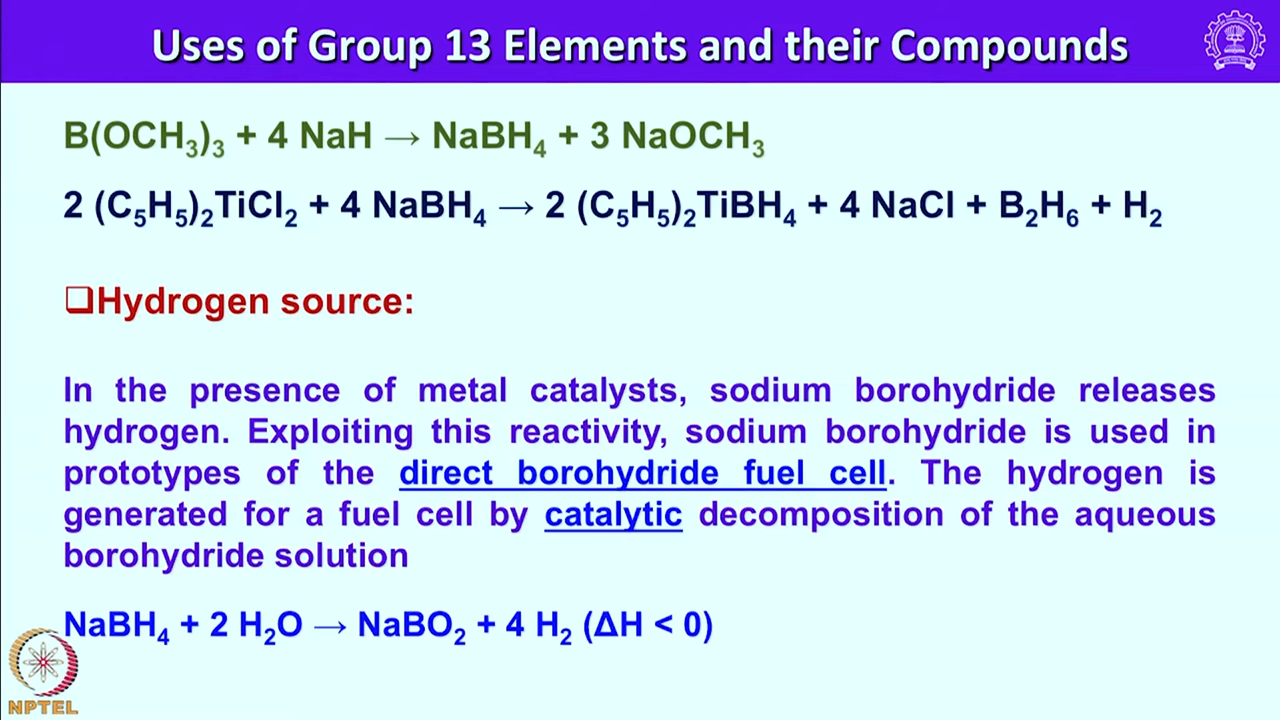 Uses of Group 13 Elements and their Compounds
B(OCH₃)₃ + 4 NaH → NaBH₄ + 3 NaOCH₃
2 (C₅H₅)₂TiCl₂ + 4 NaBH₄ → 2 (C₅H₅)₂TiBH₄ + 4 NaCl + B₂H₆ + H₂
❑Hydrogen source:
In the presence of metal catalysts, sodium borohydride releases
hydrogen. Exploiting this reactivity, sodium borohydride is used in
prototypes of the direct borohydride fuel cell. The hydrogen is
generated for a fuel cell by catalytic decomposition of the aqueous
borohydride solution
NaBH₄ + 2 H₂O → NaBO₂ + 4 H₂ (ΔH < 0)
NPTEL